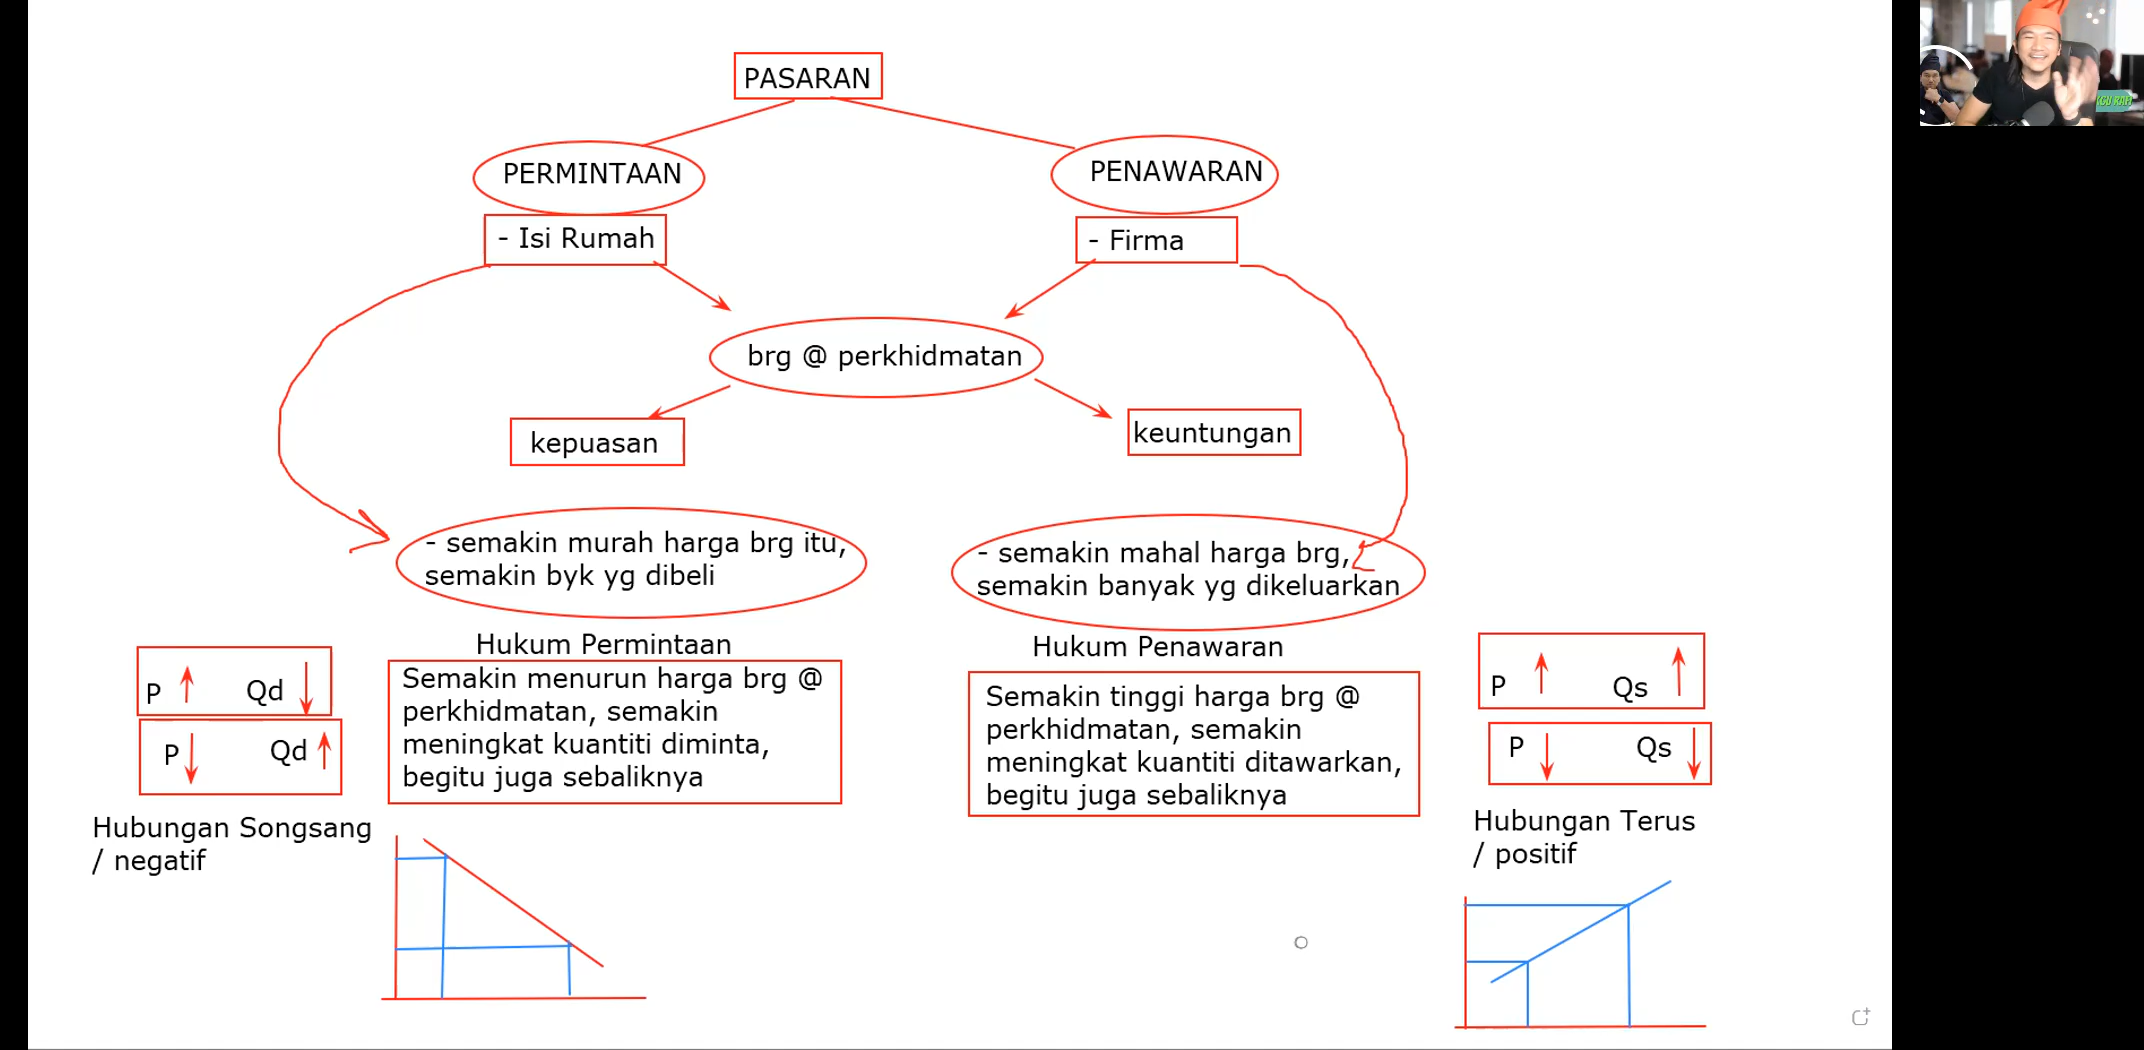 PASARAN
PERMINTAAN
PENAWARAN
- Isi Rumah
- Firma
brg @ perkhidmatan
kepuasan
keuntungan
- semakin murah harga brg itu,
semakin byk yg dibeli
- semakin mahal harga brg,
semakin banyak yg dikeluarkan
Hukum Permintaan
Semakin menurun harga brg @
perkhidmatan, semakin
meningkat kuantiti diminta,
begitu juga sebaliknya
P Qd
P Qd
Hubungan Songsang
/ negatif
Hukum Penawaran
Semakin tinggi harga brg @
perkhidmatan, semakin
meningkat kuantiti ditawarkan,
begitu juga sebaliknya
P Qs
P Qs
Hubungan Terus
/ positif